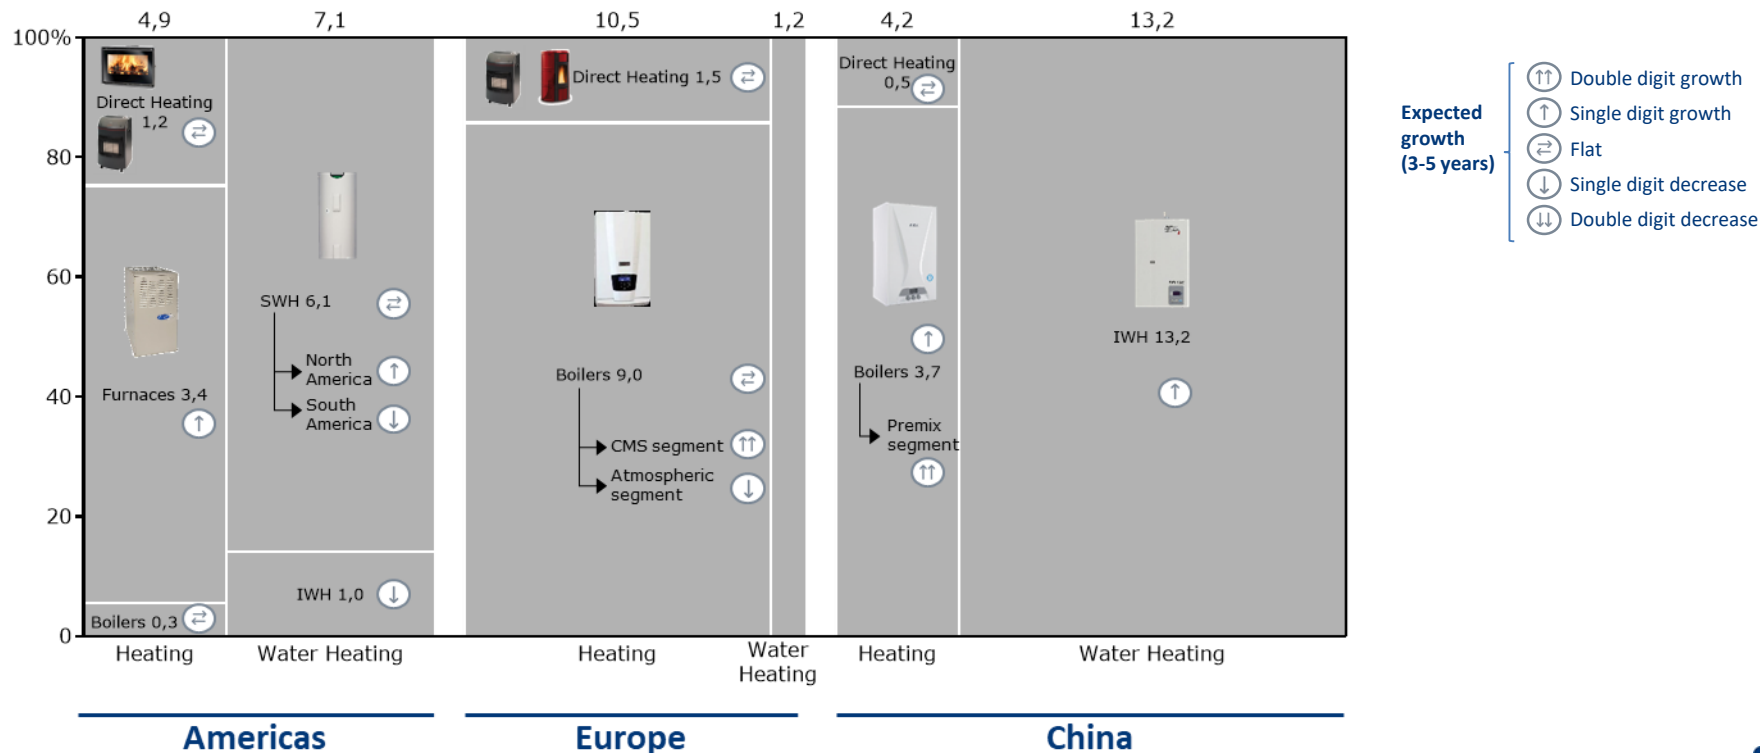 4,9
7,1
10,5
1,2
4,2
13,2
100%
80
60
40
20
0
Direct Heating
1,2
Furnaces 3,4
Boilers 0,3
SWH 6,1
North
America
South
America
IWH 1,0
Direct Heating 1,5
Boilers 9,0
CMS segment
Atmospheric
segment
Direct Heating
0,5
Boilers 3,7
Premix
segment
IWH 13,2
Heating
Water Heating
Heating
Water
Heating
Heating
Water Heating
Americas
Europe
China
Expected
growth
(3-5 years)
Double digit growth
Single digit growth
Flat
Single digit decrease
Double digit decrease